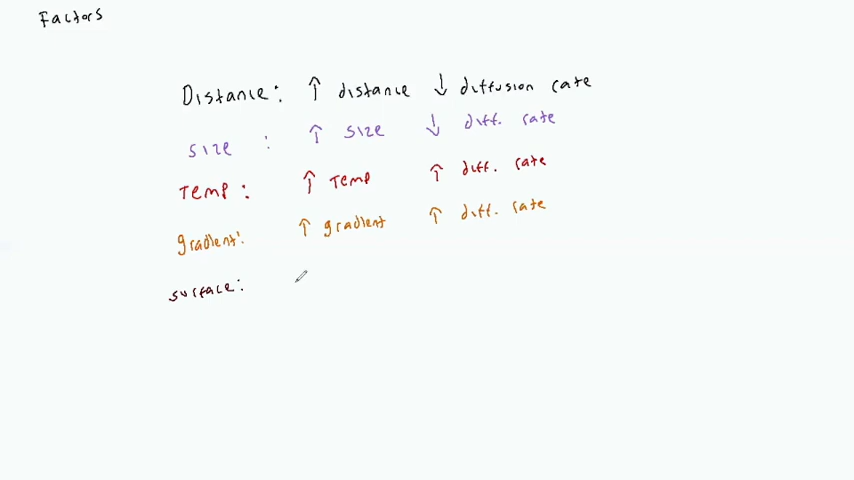 Factors
Distance: ↑ distance ↓ diffusion rate
size : ↑ size ↓ diff. rate
Temp: ↑ Temp ↑ diff. rate
gradient: ↑ gradient ↑ diff. rate
surface: